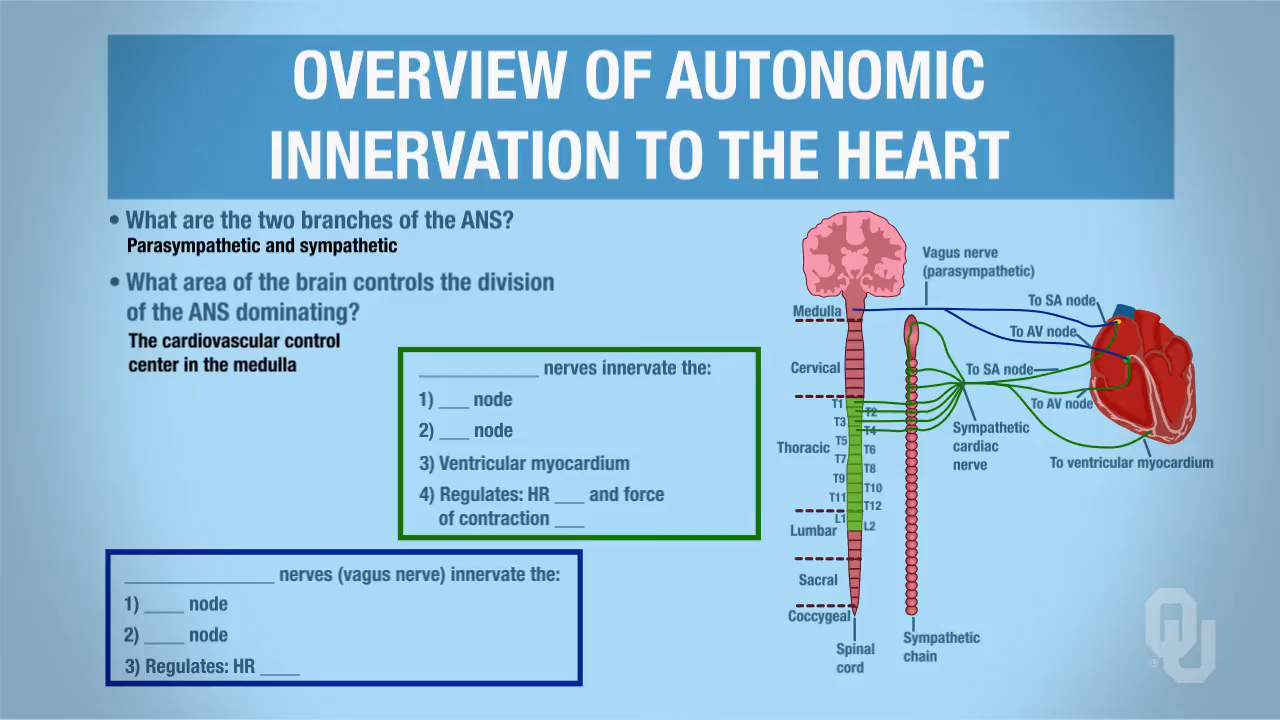 OVERVIEW OF AUTONOMIC
INNERVATION TO THE HEART
• What are the two branches of the ANS?
Parasympathetic and sympathetic
• What area of the brain controls the division
of the ANS dominating?
The cardiovascular control
center in the medulla
___________ nerves innervate the:
1) ___ node
2) ___ node
3) Ventricular myocardium
4) Regulates: HR ___ and force
of contraction ___
______________ nerves (vagus nerve) innervate the:
1) ____ node
2) ____ node
3) Regulates: HR ____
Vagus nerve
(parasympathetic)
To SA node
Medulla
To AV node
Cervical
To SA node
To AV node
T1
T2
T3
T4
T5
T6
T7
T8
T9
T10
T11
T12
L1
L2
Thoracic
Sympathetic
cardiac
nerve
To ventricular myocardium
Lumbar
Sacral
Coccygeal
Spinal
cord
Sympathetic
chain
OU
®